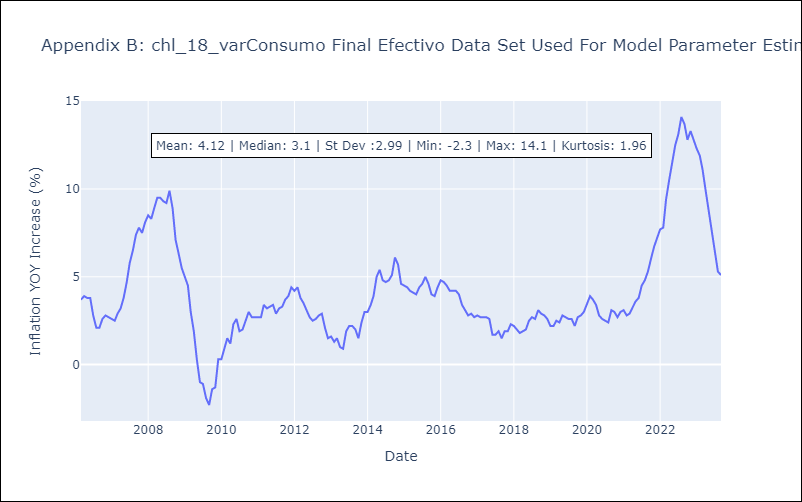 Appendix B: chl_18_varConsumo Final Efectivo Data Set Used For Model Parameter Estin
15
Mean: 4.12 | Median: 3.1 | St Dev :2.99 | Min: -2.3 | Max: 14.1 | Kurtosis: 1.96
10
5
0
Inflation YOY Increase (%)
2008 2010 2012 2014 2016 2018 2020 2022
Date